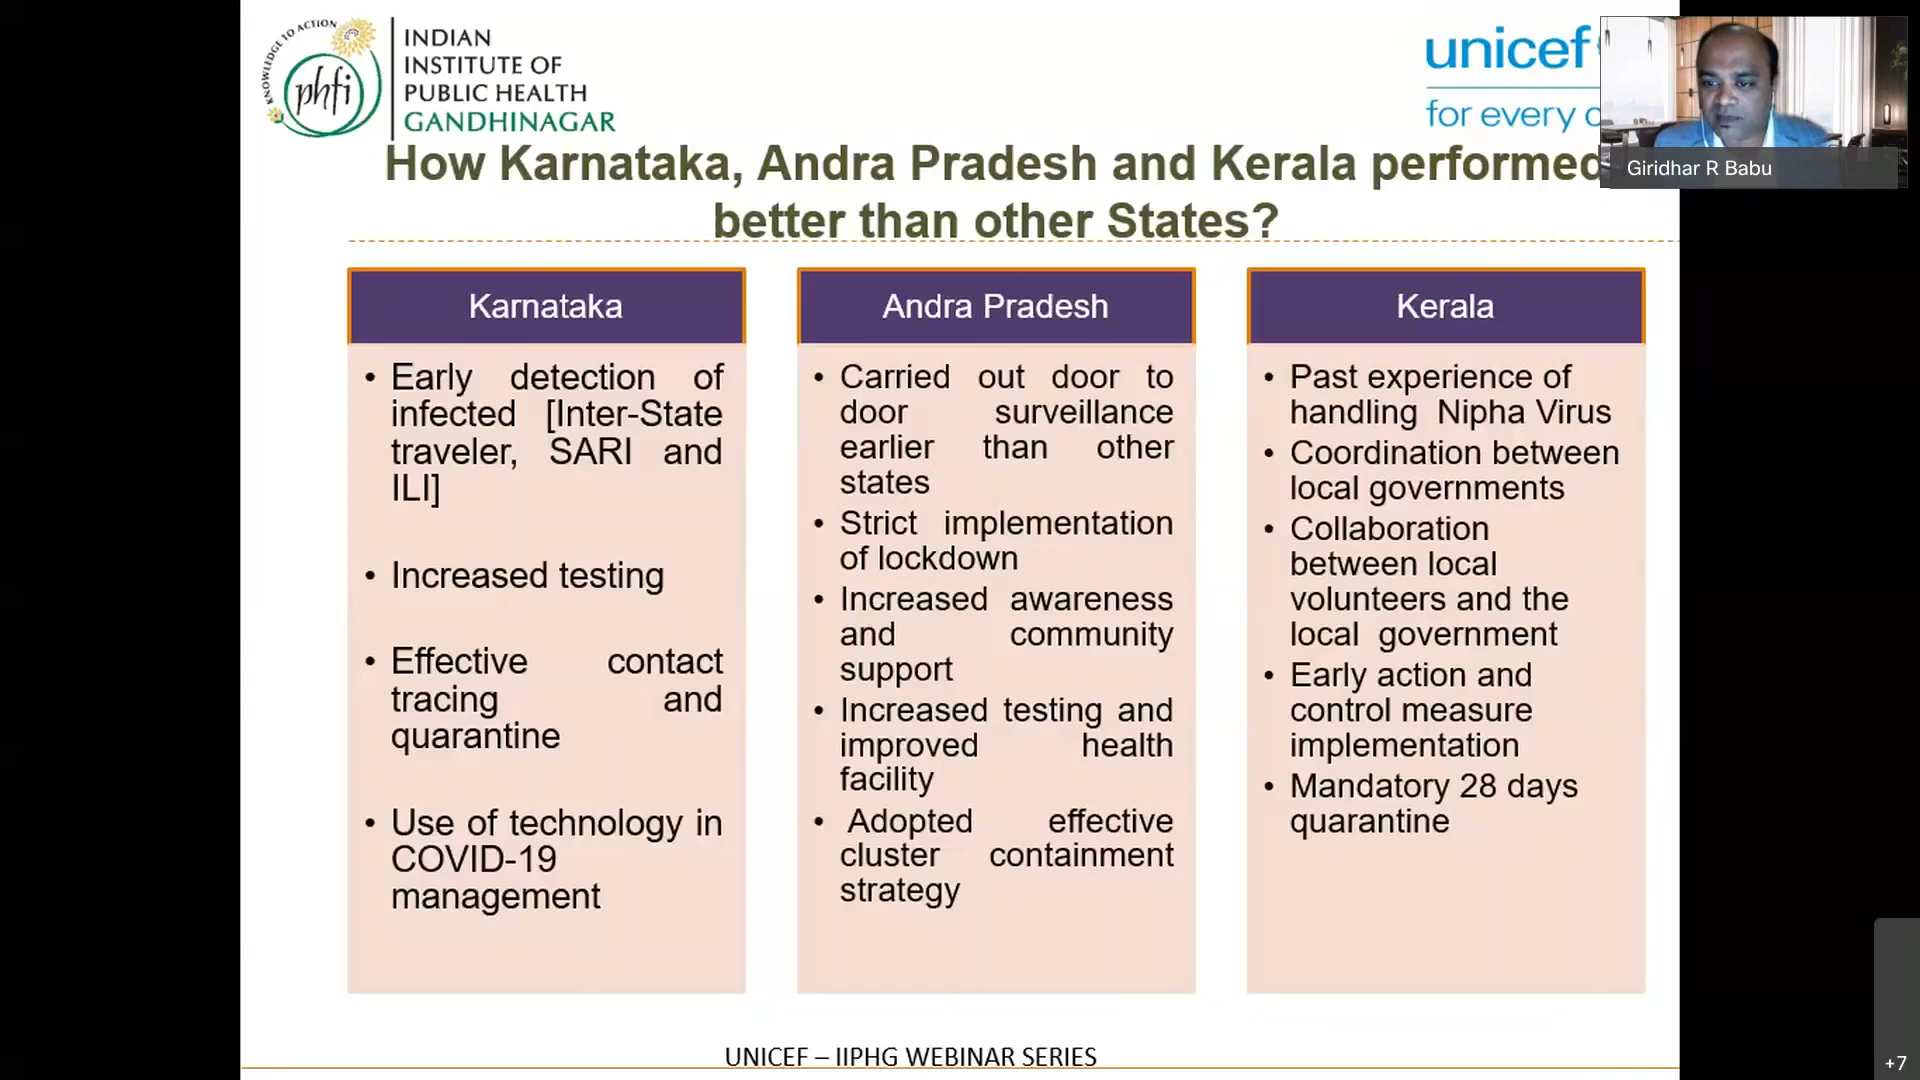 KNOWLEDGE TO ACTION
phfi
INDIAN
INSTITUTE OF
PUBLIC HEALTH
GANDHINAGAR
unicef
for every c
Giridhar R Babu
How Karnataka, Andra Pradesh and Kerala performed
better than other States?
Karnataka
• Early detection of
infected [Inter-State
traveler, SARI and
ILI]
• Increased testing
• Effective contact
tracing and
quarantine
• Use of technology in
COVID-19
management
Andra Pradesh
• Carried out door to
door surveillance
earlier than other
states
• Strict implementation
of lockdown
• Increased awareness
and community
support
• Increased testing and
improved health
facility
• Adopted effective
cluster containment
strategy
Kerala
• Past experience of
handling Nipha Virus
• Coordination between
local governments
• Collaboration
between local
volunteers and the
local government
• Early action and
control measure
implementation
• Mandatory 28 days
quarantine
UNICEF – IIPHG WEBINAR SERIES
+7